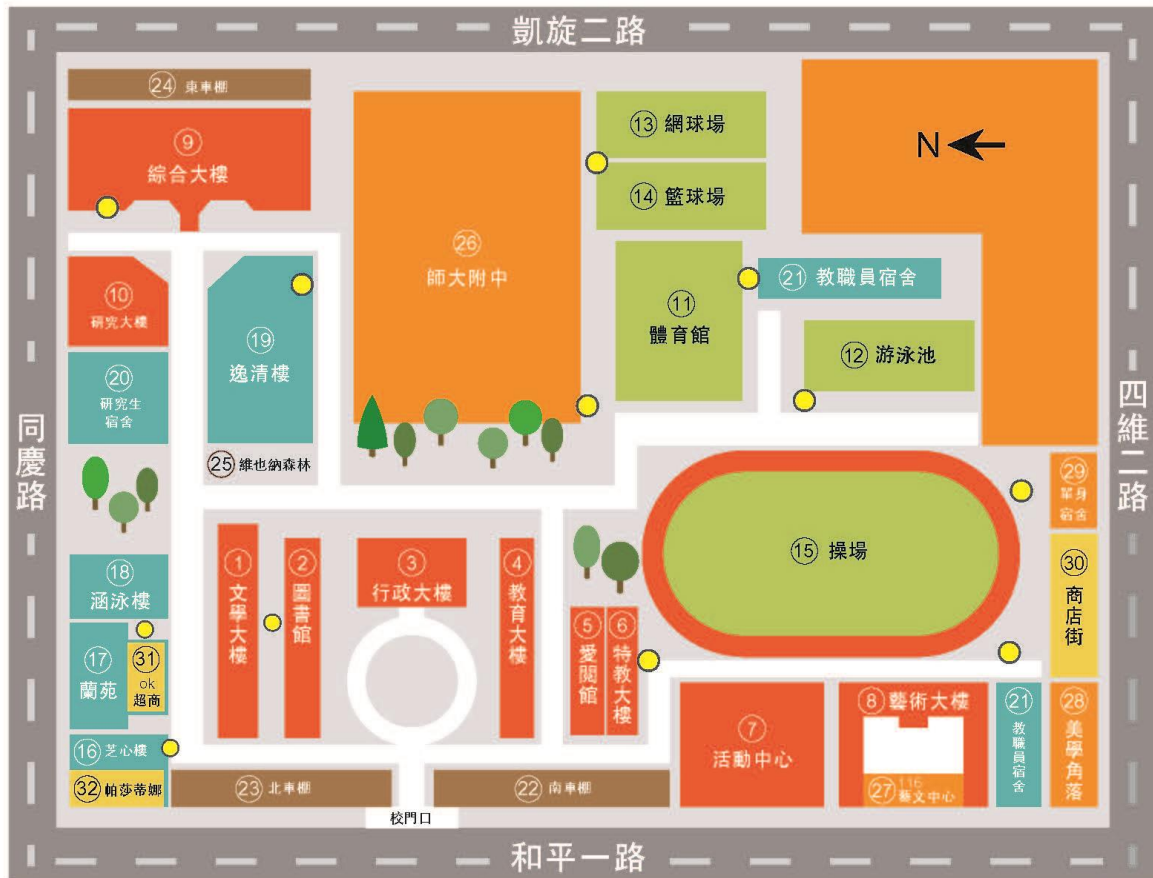 凱旋二路
24 東車棚
9
綜合大樓
13 網球場
14 籃球場
N
26
師大附中
10
研究大樓
19
逸清樓
11
體育館
21 教職員宿舍
12 游泳池
20
研究生
宿舍
同慶路
四維二路
25 維也納森林
29
單身
宿舍
15 操場
30
商店街
1
文學大樓
2
圖書館
3
行政大樓
4
教育大樓
18
涵泳樓
5
愛閱館
6
特教大樓
17
蘭苑
31
ok
超商
7
活動中心
8 藝術大樓
21
教職員宿舍
28
美學角落
16 芝心樓
32 帕莎蒂娜
23 北車棚
22 南車棚
116
27 藝文中心
校門口
和平一路